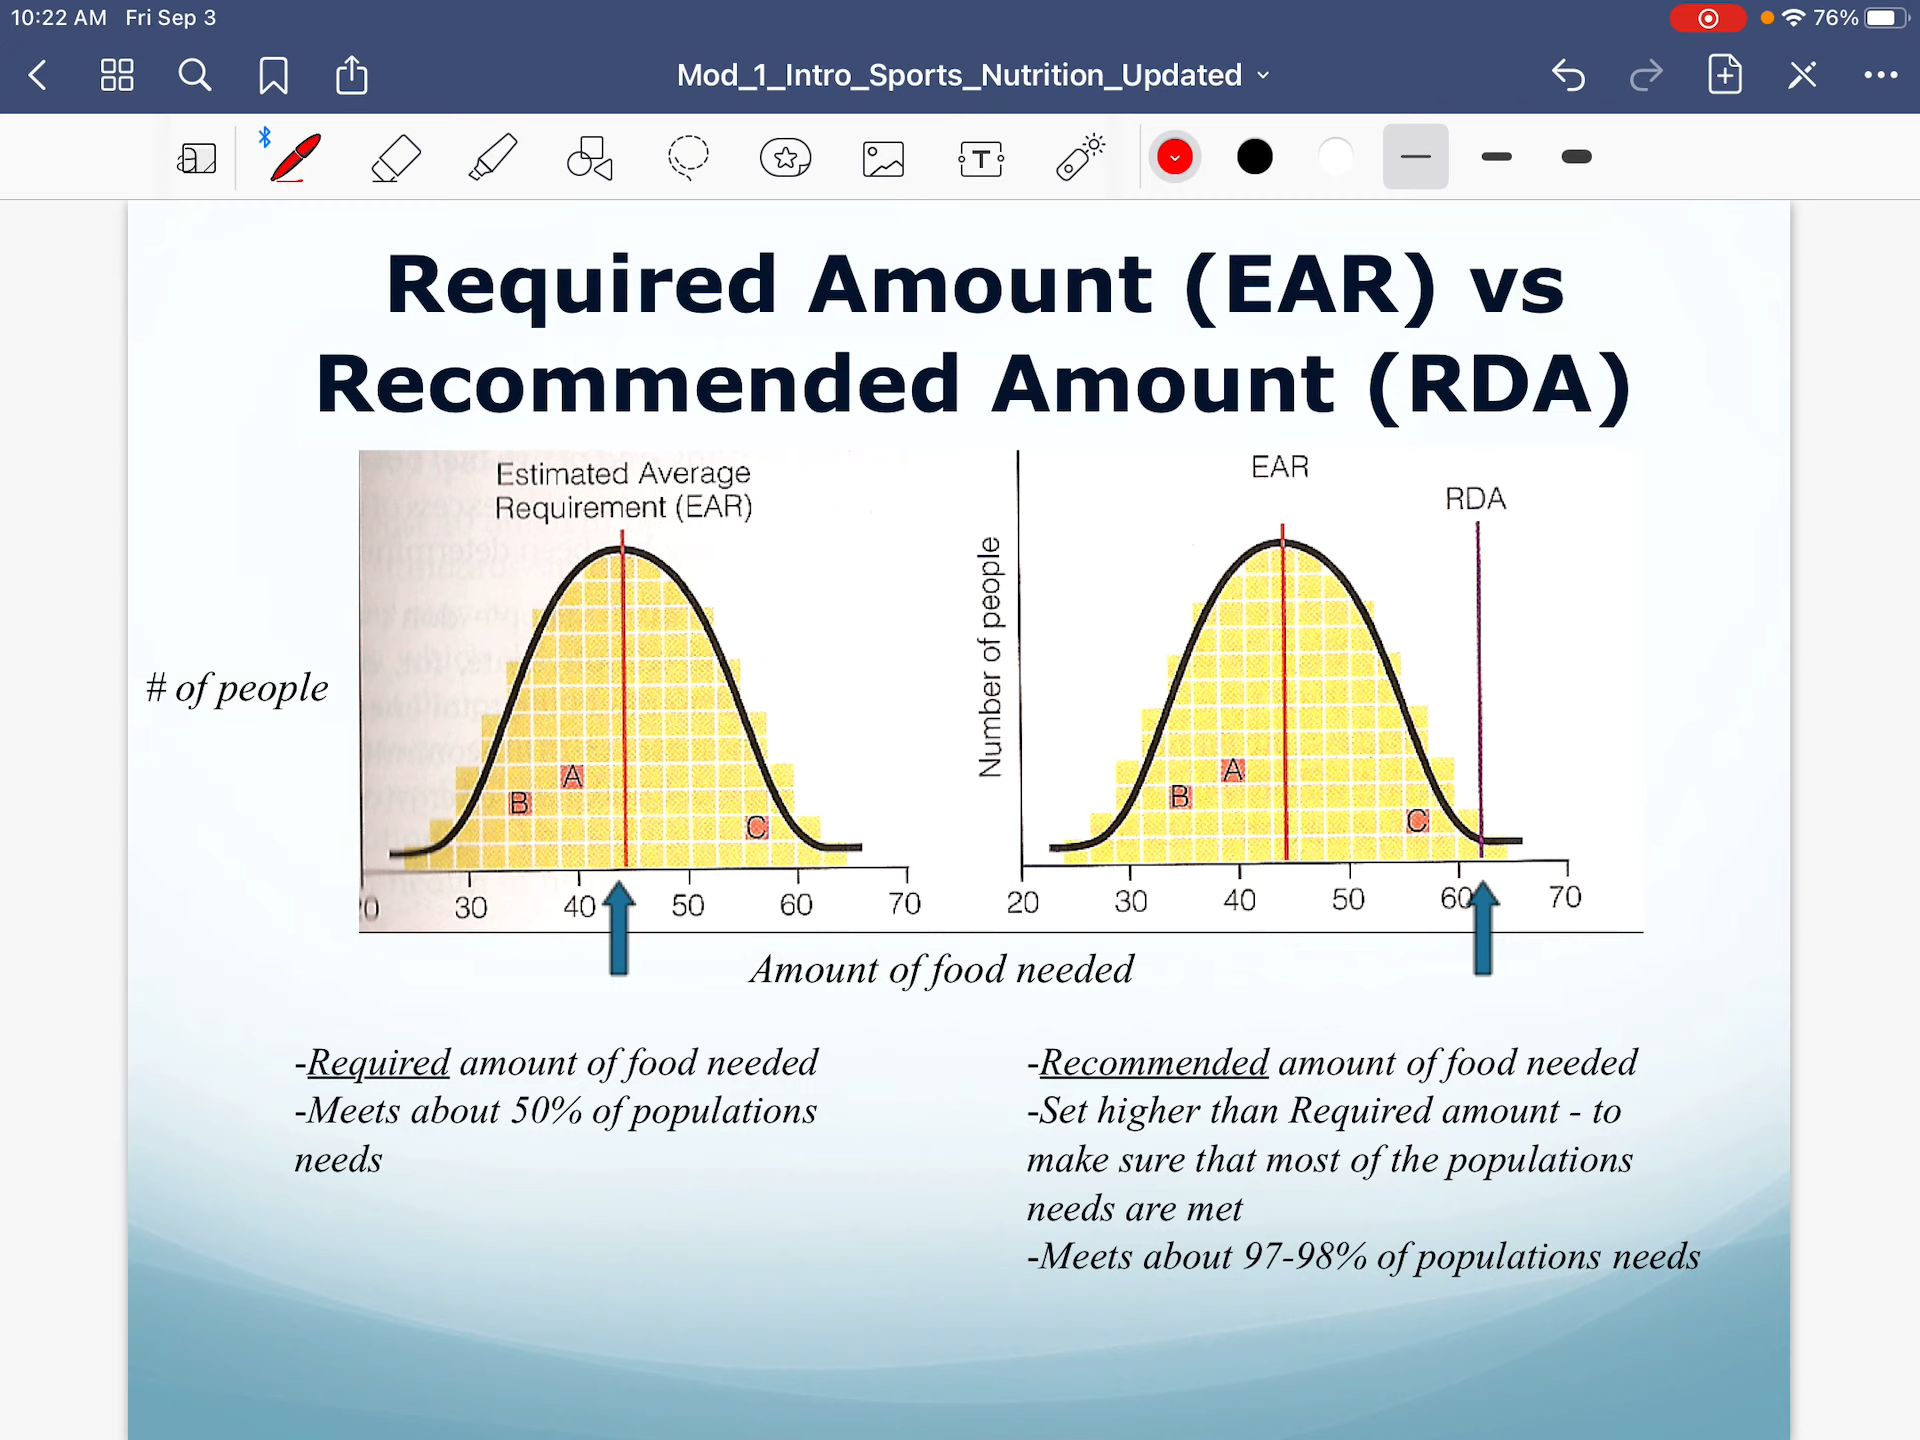 10:22 AM Fri Sep 3
76%
Mod_1_Intro_Sports_Nutrition_Updated
Required Amount (EAR) vs
Recommended Amount (RDA)
Estimated Average
Requirement (EAR)
EAR
RDA
# of people
Number of people
A
B
C
A
B
C
0 30 40 50 60 70
20 30 40 50 60 70
Amount of food needed
-Required amount of food needed
-Meets about 50% of populations
needs
-Recommended amount of food needed
-Set higher than Required amount - to
make sure that most of the populations
needs are met
-Meets about 97-98% of populations needs